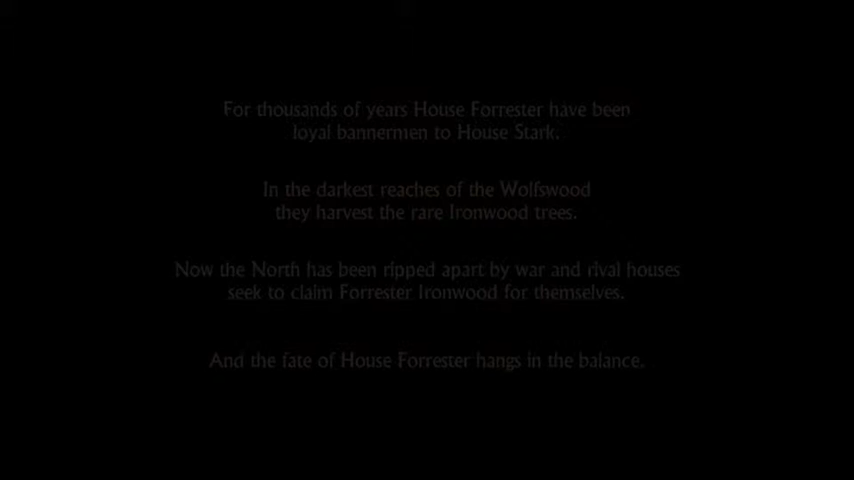 For thousands of years House Forrester have been
loyal bannermen to House Stark.
In the darkest reaches of the Wolfswood
they harvest the rare Ironwood trees.
Now the North has been ripped apart by war and rival houses
seek to claim Forrester Ironwood for themselves.
And the fate of House Forrester hangs in the balance.